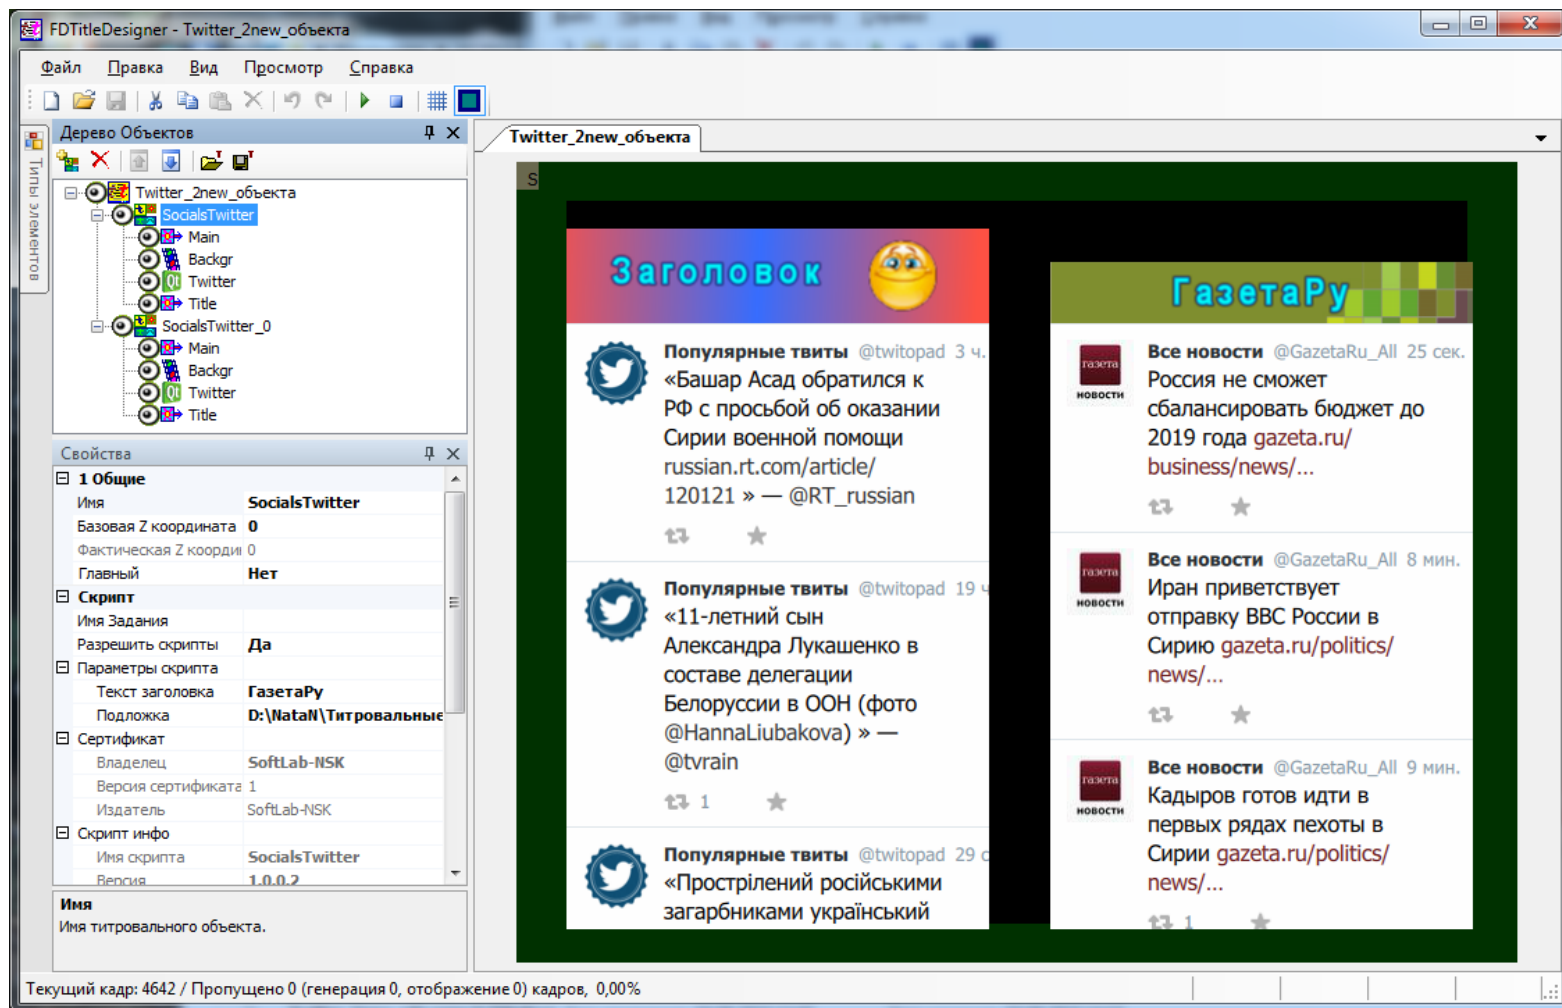 FDTitleDesigner - Twitter_2new_объекта
Файл Правка Вид Просмотр Справка
Типы элементов
Дерево Объектов
Twitter_2new_объекта
SocialsTwitter
Main
Backgr
Twitter
Title
SocialsTwitter_0
Main
Backgr
Twitter
Title
Свойства
1 Общие
Имя SocialsTwitter
Базовая Z координата 0
Фактическая Z коорди 0
Главный Нет
Скрипт
Имя Задания
Разрешить скрипты Да
Параметры скрипта
Текст заголовка ГазетаРу
Подложка D:\NataN\Титровальные
Сертификат
Владелец SoftLab-NSK
Версия сертификата 1
Издатель SoftLab-NSK
Скрипт инфо
Имя скрипта SocialsTwitter
Версия 1.0.0.2
Имя
Имя титровального объекта.
Twitter_2new_объекта
S
Заголовок
Популярные твиты @twitopad 3 ч.
«Башар Асад обратился к
РФ с просьбой об оказании
Сирии военной помощи
russian.rt.com/article/
120121 » — @RT_russian
Популярные твиты @twitopad 19 ч
«11-летний сын
Александра Лукашенко в
составе делегации
Белоруссии в ООН (фото
@HannaLiubakova) » —
@tvrain
1
Популярные твиты @twitopad 29 с
«Прострілений російськими
загарбниками український
ГазетаРу
газета
новости
Все новости @GazetaRu_All 25 сек.
Россия не сможет
сбалансировать бюджет до
2019 года gazeta.ru/
business/news/...
газета
новости
Все новости @GazetaRu_All 8 мин.
Иран приветствует
отправку ВВС России в
Сирию gazeta.ru/politics/
news/...
газета
новости
Все новости @GazetaRu_All 9 мин.
Кадыров готов идти в
первых рядах пехоты в
Сирии gazeta.ru/politics/
news/...
1
Текущий кадр: 4642 / Пропущено 0 (генерация 0, отображение 0) кадров, 0,00%